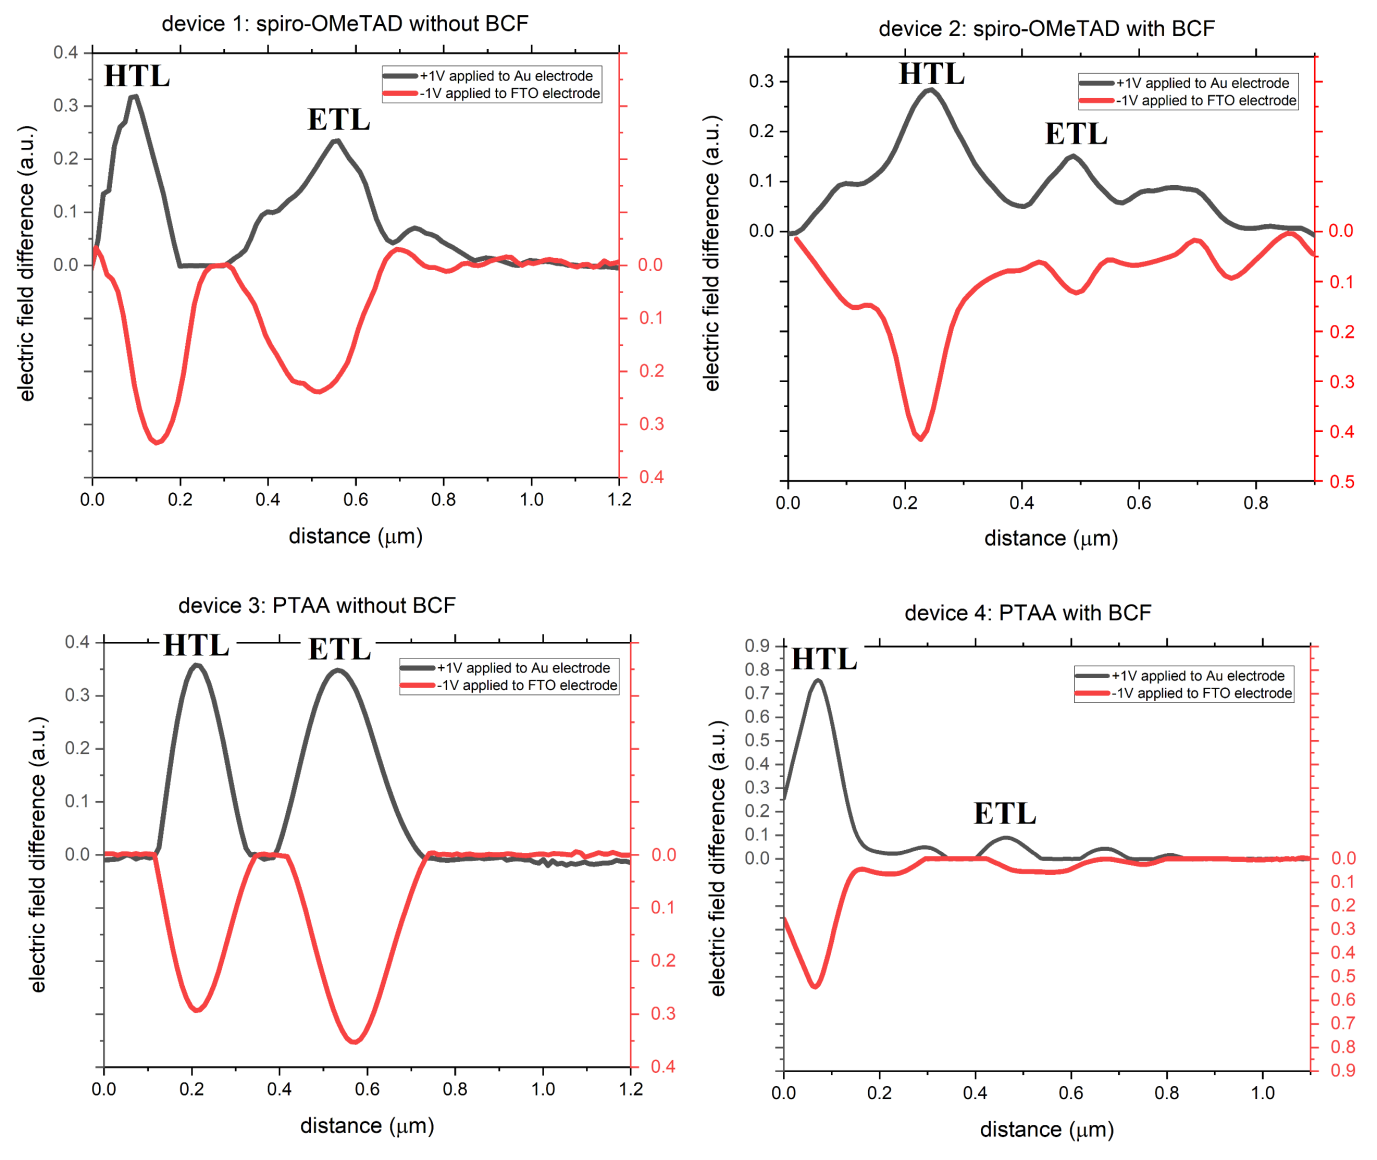 device 1: spiro-OMeTAD without BCF
HTL
ETL
+1V applied to Au electrode
-1V applied to FTO electrode
electric field difference (a.u.)
0.4
0.3
0.2
0.1
0.0
0.0
0.1
0.2
0.3
0.4
0.0 0.2 0.4 0.6 0.8 1.0 1.2
distance (μm)
device 2: spiro-OMeTAD with BCF
HTL
ETL
+1V applied to Au electrode
-1V applied to FTO electrode
electric field difference (a.u.)
0.3
0.2
0.1
0.0
0.0
0.1
0.2
0.3
0.4
0.5
0.0 0.2 0.4 0.6 0.8
distance (μm)
device 3: PTAA without BCF
HTL
ETL
+1V applied to Au electrode
-1V applied to FTO electrode
electric field difference (a.u.)
0.4
0.3
0.2
0.1
0.0
0.0
0.1
0.2
0.3
0.4
0.0 0.2 0.4 0.6 0.8 1.0 1.2
distance (μm)
device 4: PTAA with BCF
HTL
ETL
+1V applied to Au electrode
-1V applied to FTO electrode
electric field difference (a.u.)
0.9
0.8
0.7
0.6
0.5
0.4
0.3
0.2
0.1
0.0
0.0
0.1
0.2
0.3
0.4
0.5
0.6
0.7
0.8
0.9
0.0 0.2 0.4 0.6 0.8 1.0
distance (μm)